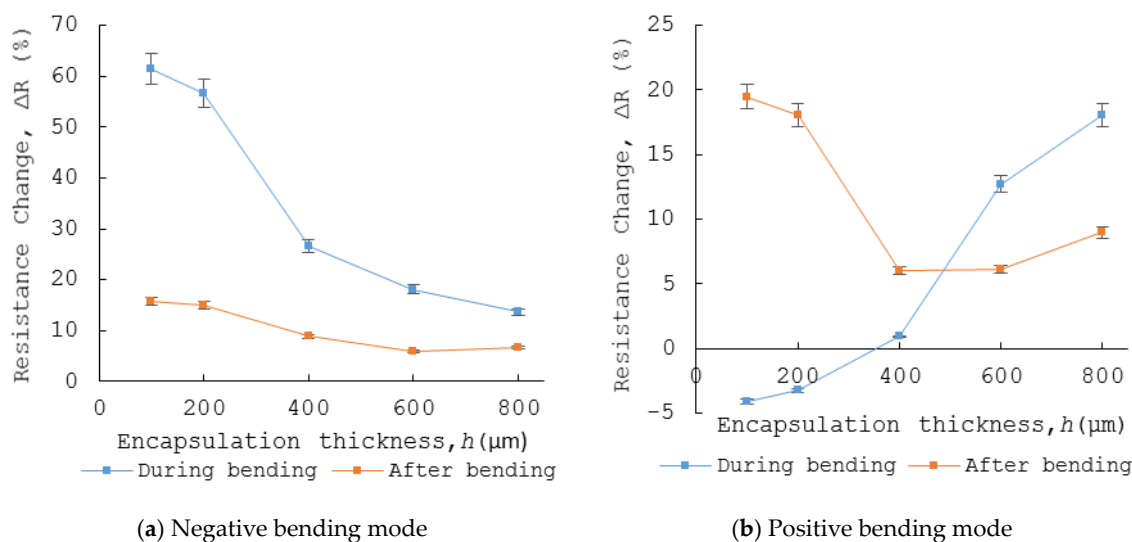 Resistance Change, ΔR (%)
70
60
50
40
30
20
10
0
0 200 400 600 800
Encapsulation thickness, h (µm)
During bending After bending
(a) Negative bending mode
Resistance Change, ΔR (%)
25
20
15
10
5
0
-5
0 200 400 600 800
Encapsulation thickness, h (µm)
During bending After bending
(b) Positive bending mode